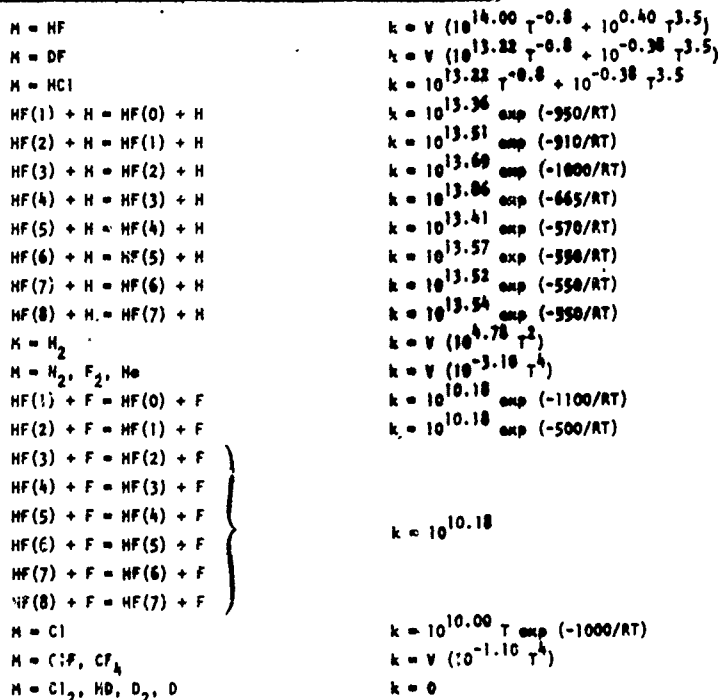 M = HF k = V (10^14.00 T^-0.8 + 10^0.40 T^3.5)
M = DF k = V (10^13.22 T^-0.8 + 10^-0.38 T^3.5)
M = HCl k = 10^13.22 T^-0.8 + 10^-0.38 T^3.5
HF(1) + H = HF(0) + H k = 10^13.36 exp (-950/RT)
HF(2) + H = HF(1) + H k = 10^13.51 exp (-910/RT)
HF(3) + H = HF(2) + H k = 10^13.69 exp (-1000/RT)
HF(4) + H = HF(3) + H k = 10^13.86 exp (-665/RT)
HF(5) + H = HF(4) + H k = 10^13.41 exp (-570/RT)
HF(6) + H = HF(5) + H k = 10^13.57 exp (-550/RT)
HF(7) + H = HF(6) + H k = 10^13.52 exp (-550/RT)
HF(8) + H = HF(7) + H k = 10^13.54 exp (-550/RT)
M = H2 k = V (10^4.78 T^2)
M = N2, F2, He k = V (10^-3.10 T^4)
HF(1) + F = HF(0) + F k = 10^10.18 exp (-1100/RT)
HF(2) + F = HF(1) + F k = 10^10.18 exp (-500/RT)
HF(3) + F = HF(2) + F
HF(4) + F = HF(3) + F
HF(5) + F = HF(4) + F
HF(6) + F = HF(5) + F
HF(7) + F = HF(6) + F
HF(8) + F = HF(7) + F
k = 10^10.18
M = Cl k = 10^10.00 T exp (-1000/RT)
M = ClF, CF4 k = V (10^-1.10 T^4)
M = Cl2, HD, D2, D k = 0